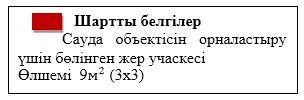 Шартты белгілер
Сауда объектісін орналастыру
үшін бөлінген жер учаскесі
Өлшемі 9м² (3х3)